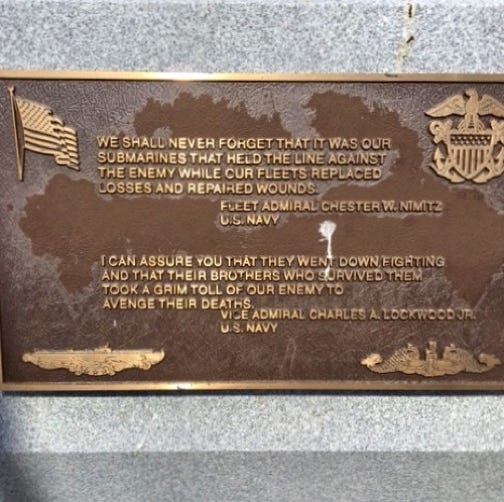 WE SHALL NEVER FORGET THAT IT WAS OUR
SUBMARINES THAT HELD THE LINE AGAINST
THE ENEMY WHILE OUR FLEETS REPLACED
LOSSES AND REPAIRED WOUNDS.
FLEET ADMIRAL CHESTER W. NIMITZ
U.S. NAVY
I CAN ASSURE YOU THAT THEY WENT DOWN FIGHTING
AND THAT THEIR BROTHERS WHO SURVIVED THEM
TOOK A GRIM TOLL OF OUR ENEMY TO
AVENGE THEIR DEATHS.
VICE ADMIRAL CHARLES A. LOCKWOOD JR.
U.S. NAVY